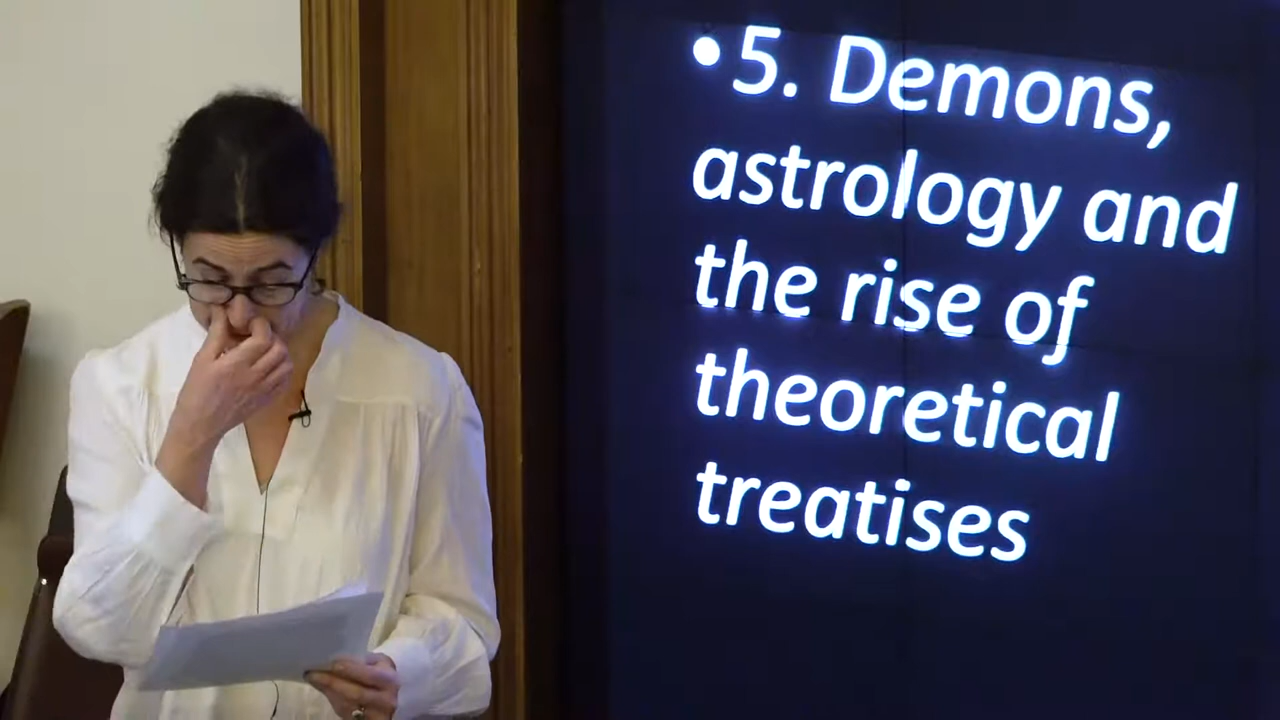 •5. Demons,
astrology and
the rise of
theoretical
treatises